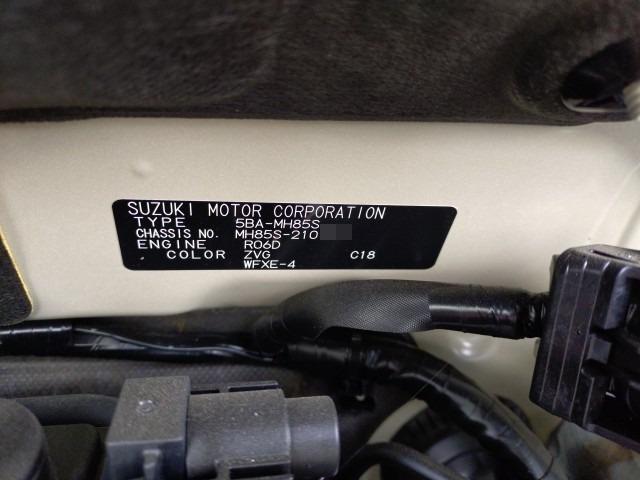 SUZUKI MOTOR CORPORATION
TYPE 5BA-MH85S
CHASSIS NO. MH85S-210
ENGINE R06D
COLOR ZVG C18
WFXE-4